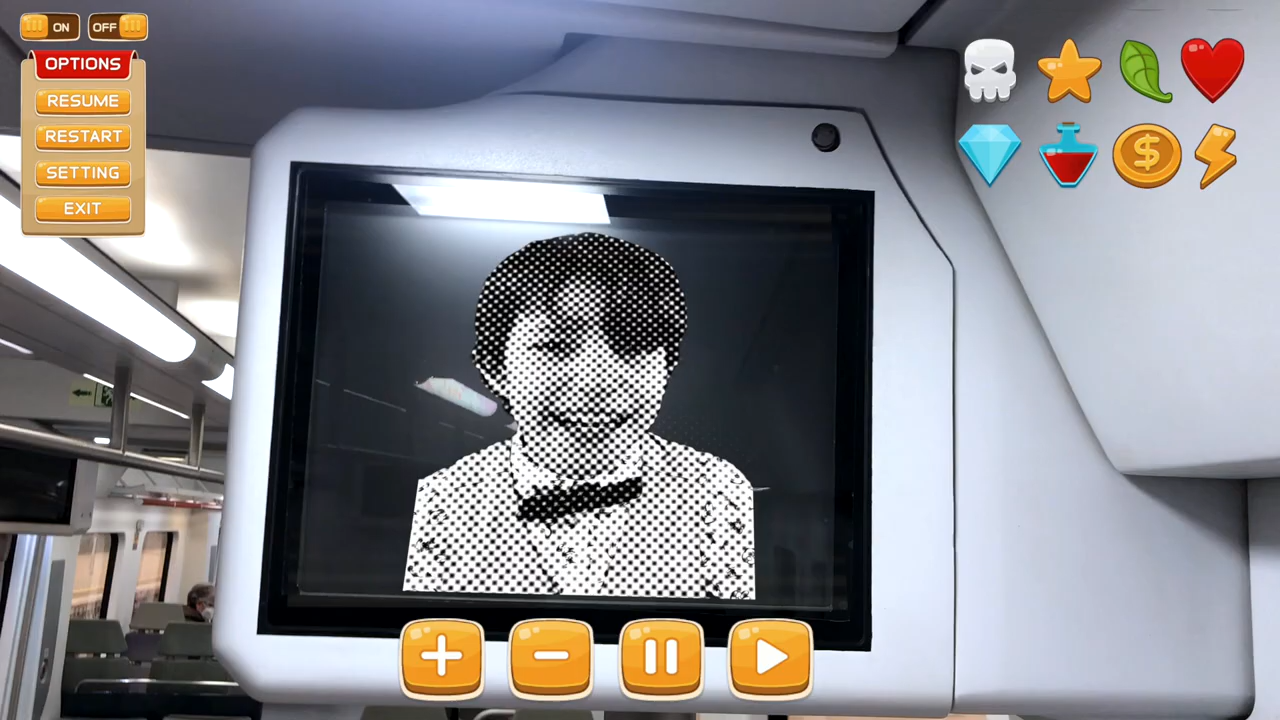 ON OFF
OPTIONS
RESUME
RESTART
SETTING
EXIT
$